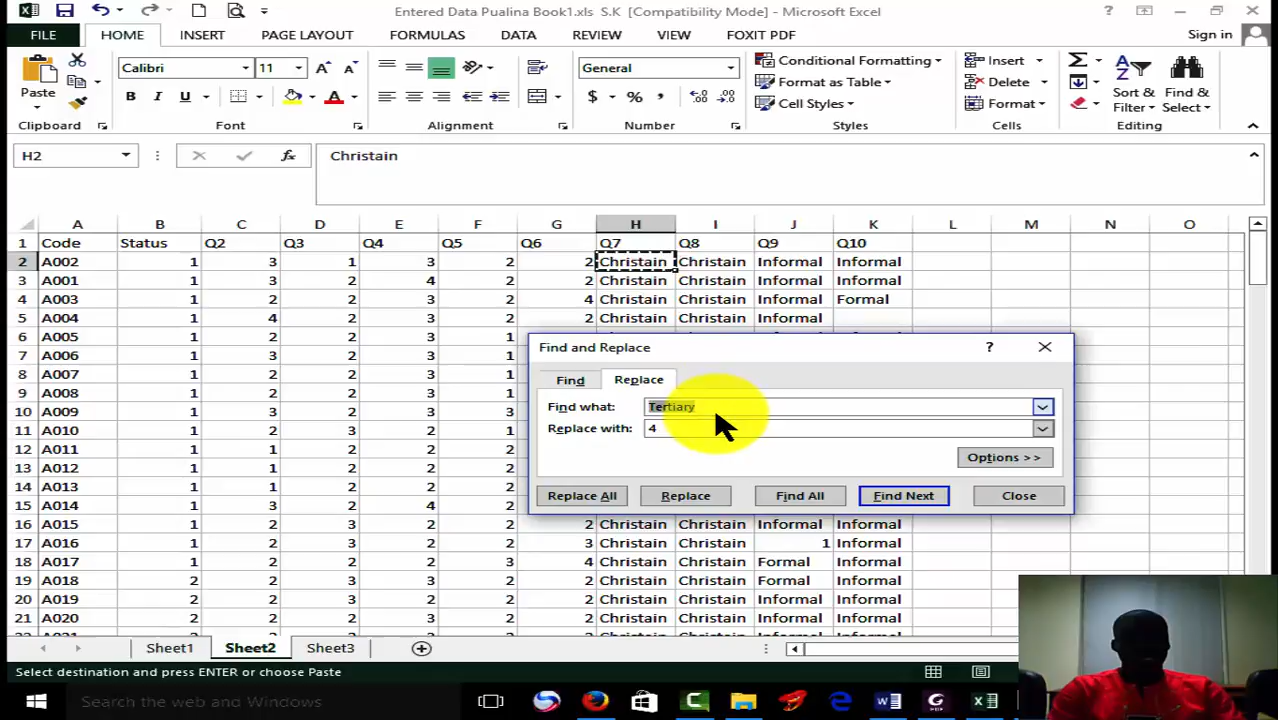 Entered Data Pualina Book1.xls S.K [Compatibility Mode] - Microsoft Excel
FILE HOME INSERT PAGE LAYOUT FORMULAS DATA REVIEW VIEW FOXIT PDF Sign in
Paste
Clipboard
Calibri 11
B I U
Font
Alignment
General
$ % ,
Number
Conditional Formatting
Format as Table
Cell Styles
Styles
Insert
Delete
Format
Cells
Sort & Filter
Find & Select
Editing
H2 fx Christain
A B C D E F G H I J K L M N O
1 Code Status Q2 Q3 Q4 Q5 Q6 Q7 Q8 Q9 Q10
2 A002 1 3 1 3 2 2 Christain Christain Informal Informal
3 A001 1 3 2 4 2 2 Christain Christain Informal Informal
4 A003 1 2 2 3 2 4 Christain Christain Informal Formal
5 A004 1 4 2 3 2 2 Christain Christain Informal
6 A005 1 2 2 3 1
7 A006 1 3 2 3 1
8 A007 1 2 2 3 1
9 A008 1 2 2 3 1
10 A009 1 3 2 3 2
11 A010 1 2 2 3 1
12 A011 1 1 2 2 2
13 A012 1 1 2 3 2
14 A013 1 1 2 3 2
15 A014 1 3 2 4 2
16 A015 1 2 3 2 2 2 Christain Christain Informal Informal
17 A016 1 3 2 2 2 3 Christain Christain 1 Informal
18 A017 1 2 2 2 3 4 Christain Christain Formal Informal
19 A018 2 2 3 3 2 2 Christain Christain Formal Informal
20 A019 2 2 3 2 2 2 Christain Christain Informal Informal
21 A020 2 2 3 2 2 2 Christain Christain Informal Informal
Find and Replace ?
Find Replace
Find what: Tertiary
Replace with: 4
Options >>
Replace All Replace Find All Find Next Close
Sheet1 Sheet2 Sheet3
Select destination and press ENTER or choose Paste
Search the web and Windows